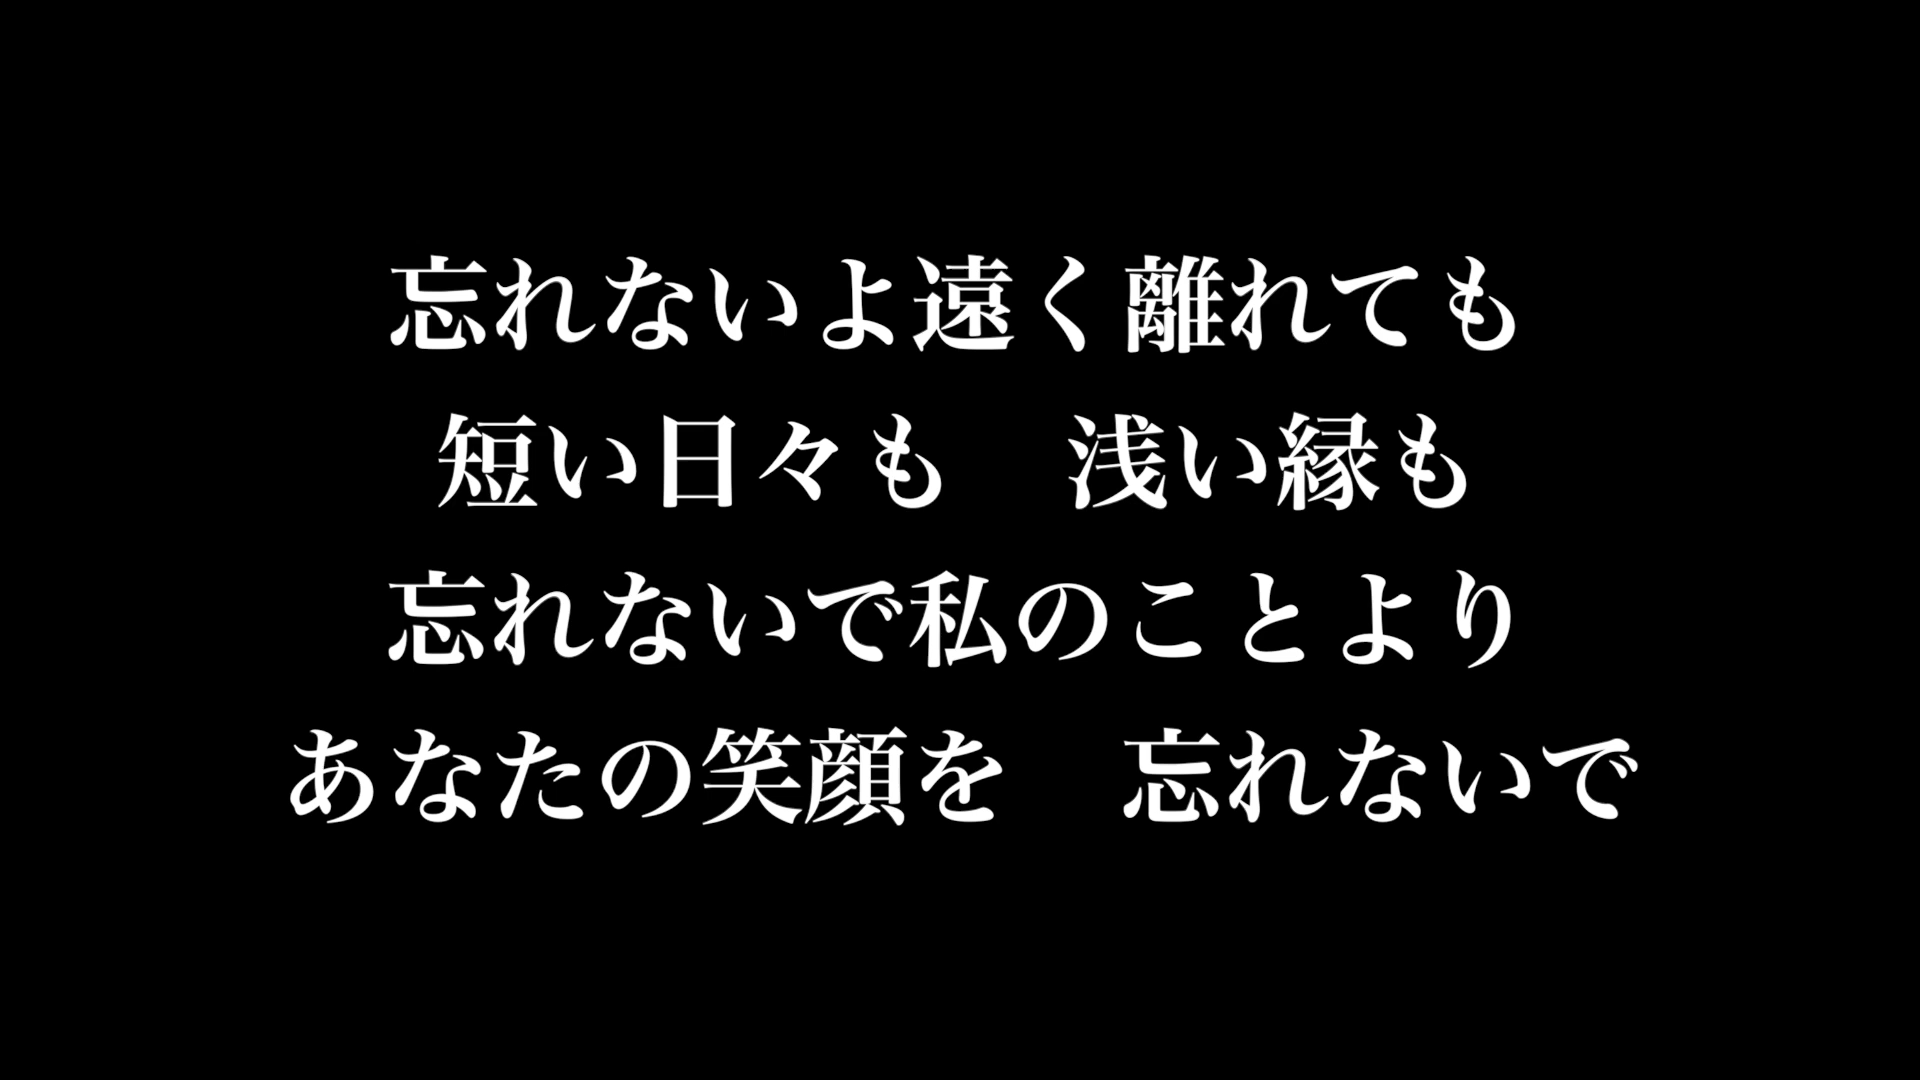 忘れないよ遠く離れても
短い日々も　浅い縁も
忘れないで私のことより
あなたの笑顔を　忘れないで